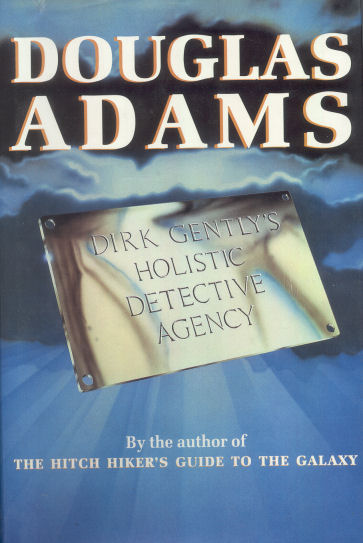 DOUGLAS
ADAMS
DIRK GENTLY'S
HOLISTIC
DETECTIVE
AGENCY
By the author of
THE HITCH HIKER'S GUIDE TO THE GALAXY